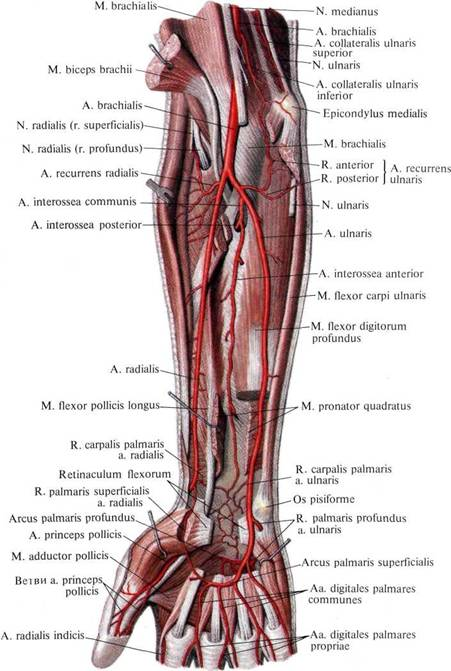 M. brachialis
M. biceps brachii
A. brachialis
N. radialis (r. superficialis)
N. radialis (r. profundus)
A. recurrens radialis
A. interossea communis
A. interossea posterior
A. radialis
M. flexor pollicis longus
R. carpalis palmaris
a. radialis
Retinaculum flexorum
R. palmaris superficialis
a. radialis
Arcus palmaris profundus
A. princeps pollicis
M. adductor pollicis
Ветви a. princeps
pollicis
A. radialis indicis
N. medianus
A. brachialis
A. collateralis ulnaris
superior
N. ulnaris
A. collateralis ulnaris
inferior
Epicondylus medialis
M. brachialis
R. anterior
R. posterior
A. recurrens
ulnaris
N. ulnaris
A. ulnaris
A. interossea anterior
M. flexor carpi ulnaris
M. flexor digitorum
profundus
M. pronator quadratus
R. carpalis palmaris
a. ulnaris
Os pisiforme
R. palmaris profundus
a. ulnaris
Arcus palmaris superficialis
Aa. digitales palmares
communes
Aa. digitales palmares
propriae